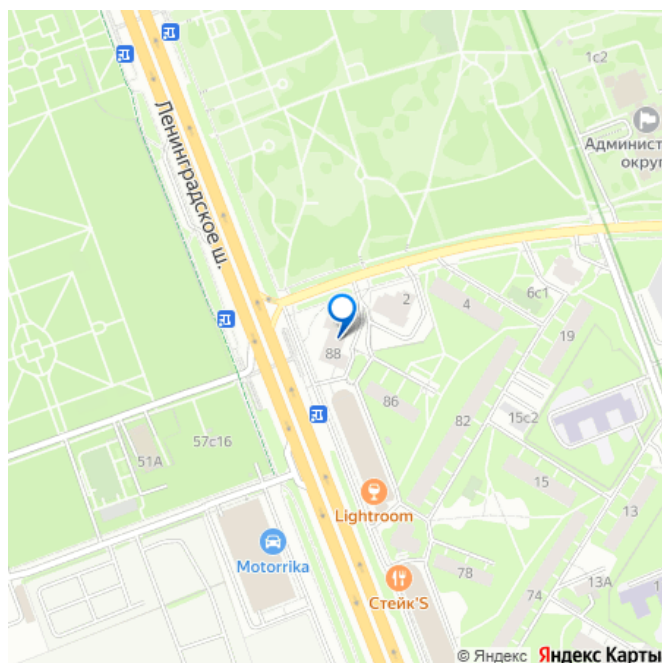 1с2
Админист
округ
Ленинградское ш.
2
4
6с1
19
88
86
82
15с2
57с16
51А
15
13
Lightroom
Motorrika
78
13А
1
Стейк'S
74
© Яндекс Яндекс Карты